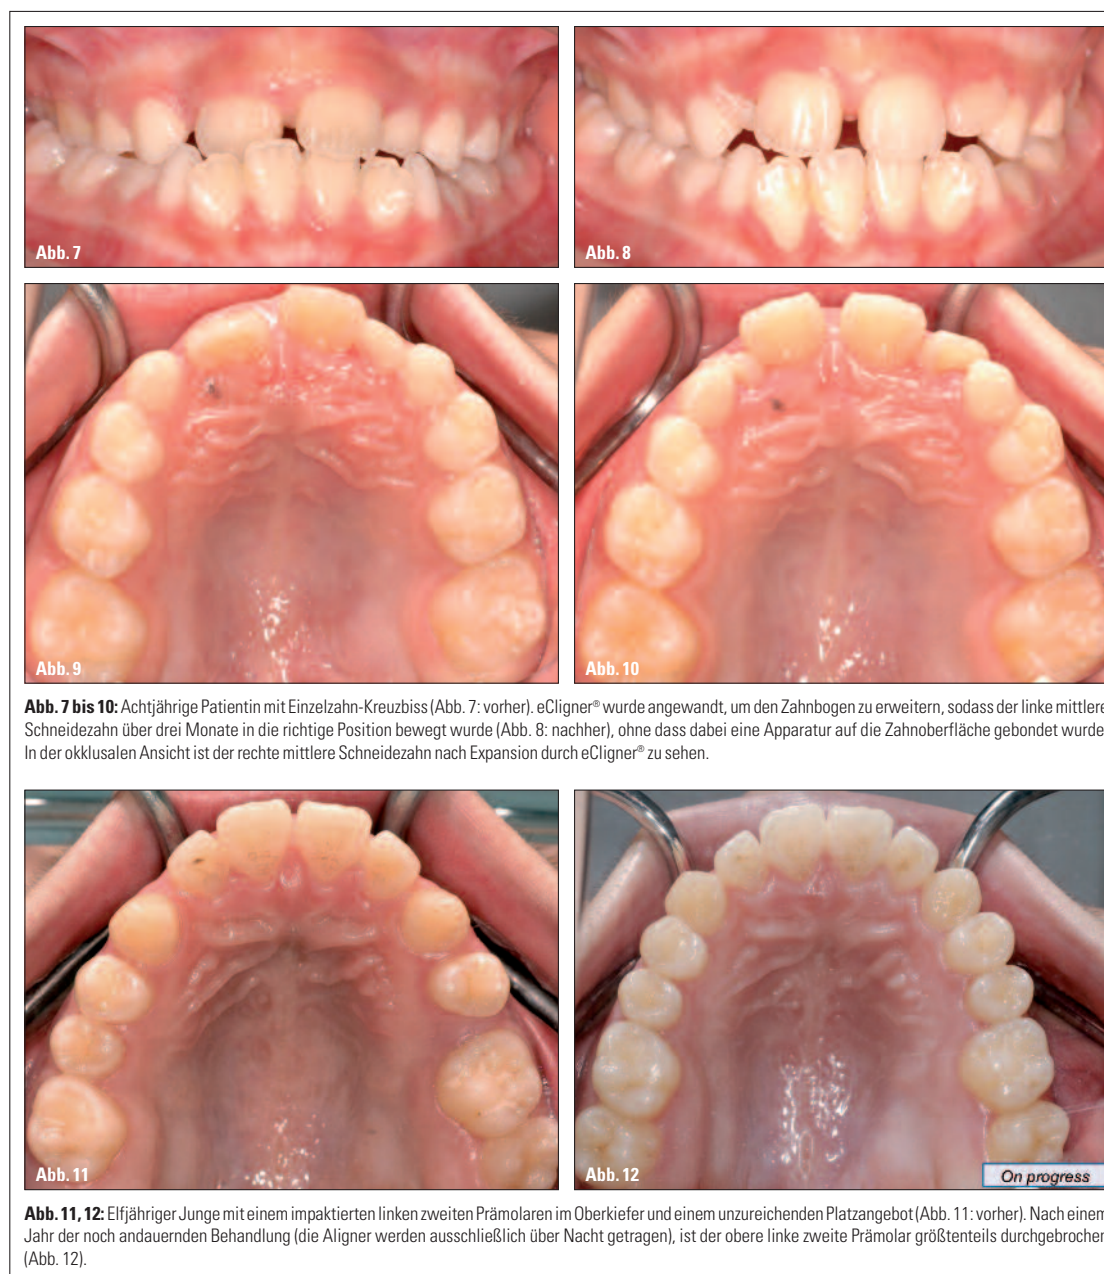 Abb. 7
Abb. 8
Abb. 9
Abb. 10
Abb. 7 bis 10: Achtjährige Patientin mit Einzelzahn-Kreuzbiss (Abb. 7: vorher). eCligner® wurde angewandt, um den Zahnbogen zu erweitern, sodass der linke mittlere
Schneidezahn über drei Monate in die richtige Position bewegt wurde (Abb. 8: nachher), ohne dass dabei eine Apparatur auf die Zahnoberfläche gebondet wurde
In der okklusalen Ansicht ist der rechte mittlere Schneidezahn nach Expansion durch eCligner® zu sehen.
Abb. 11
Abb. 12
On progress
Abb. 11, 12: Elfjähriger Junge mit einem impaktierten linken zweiten Prämolaren im Oberkiefer und einem unzureichenden Platzangebot (Abb. 11: vorher). Nach einem
Jahr der noch andauernden Behandlung (die Aligner werden ausschließlich über Nacht getragen), ist der obere linke zweite Prämolar größtenteils durchgebrochen
(Abb. 12).